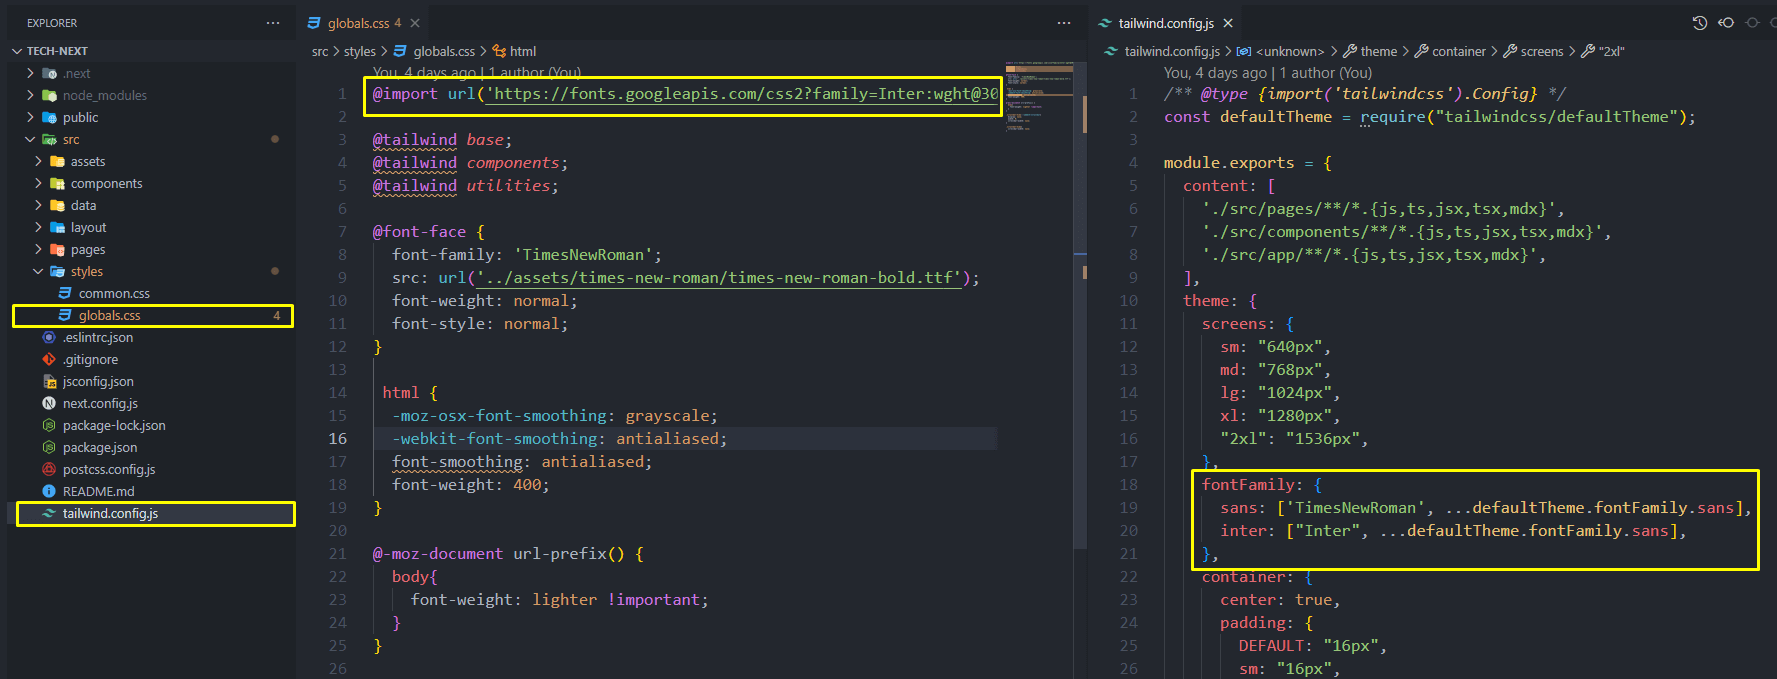 EXPLORER ...
TECH-NEXT
.next
node_modules
public
src
assets
components
data
layout
pages
styles
common.css
globals.css 4
.eslintrc.json
.gitignore
jsconfig.json
next.config.js
package-lock.json
package.json
postcss.config.js
README.md
tailwind.config.js
globals.css 4 ...
src > styles > globals.css > html
You, 4 days ago | 1 author (You)
1 @import url('https://fonts.googleapis.com/css2?family=Inter:wght@30
2
3 @tailwind base;
4 @tailwind components;
5 @tailwind utilities;
6
7 @font-face {
8 font-family: 'TimesNewRoman';
9 src: url('../assets/times-new-roman/times-new-roman-bold.ttf');
10 font-weight: normal;
11 font-style: normal;
12 }
13
14 html {
15 -moz-osx-font-smoothing: grayscale;
16 -webkit-font-smoothing: antialiased;
17 font-smoothing: antialiased;
18 font-weight: 400;
19 }
20
21 @-moz-document url-prefix() {
22 body{
23 font-weight: lighter !important;
24 }
25 }
26
tailwind.config.js
tailwind.config.js > <unknown> > theme > container > screens > "2xl"
You, 4 days ago | 1 author (You)
1 /** @type {import('tailwindcss').Config} */
2 const defaultTheme = require("tailwindcss/defaultTheme");
3
4 module.exports = {
5 content: [
6 './src/pages/**/*.{js,ts,jsx,tsx,mdx}',
7 './src/components/**/*.{js,ts,jsx,tsx,mdx}',
8 './src/app/**/*.{js,ts,jsx,tsx,mdx}',
9 ],
10 theme: {
11 screens: {
12 sm: "640px",
13 md: "768px",
14 lg: "1024px",
15 xl: "1280px",
16 "2xl": "1536px",
17 },
18 fontFamily: {
19 sans: ['TimesNewRoman', ...defaultTheme.fontFamily.sans],
20 inter: ["Inter", ...defaultTheme.fontFamily.sans],
21 },
22 container: {
23 center: true,
24 padding: {
25 DEFAULT: "16px",
26 sm: "16px",